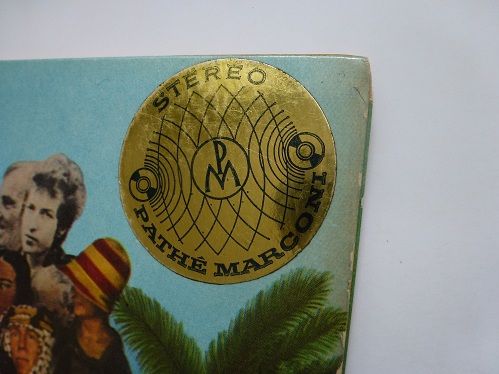 STEREO
PM
PATHÉ MARCONI